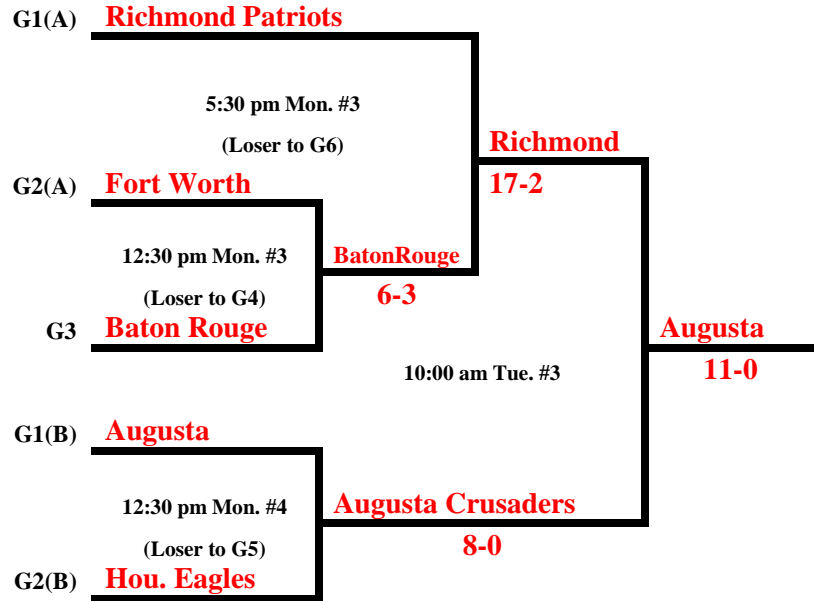 G1(A) Richmond Patriots
5:30 pm Mon. #3
(Loser to G6)
Richmond
17-2
G2(A) Fort Worth
12:30 pm Mon. #3
(Loser to G4)
BatonRouge
6-3
G3 Baton Rouge
10:00 am Tue. #3
Augusta
11-0
G1(B) Augusta
12:30 pm Mon. #4
(Loser to G5)
Augusta Crusaders
8-0
G2(B) Hou. Eagles